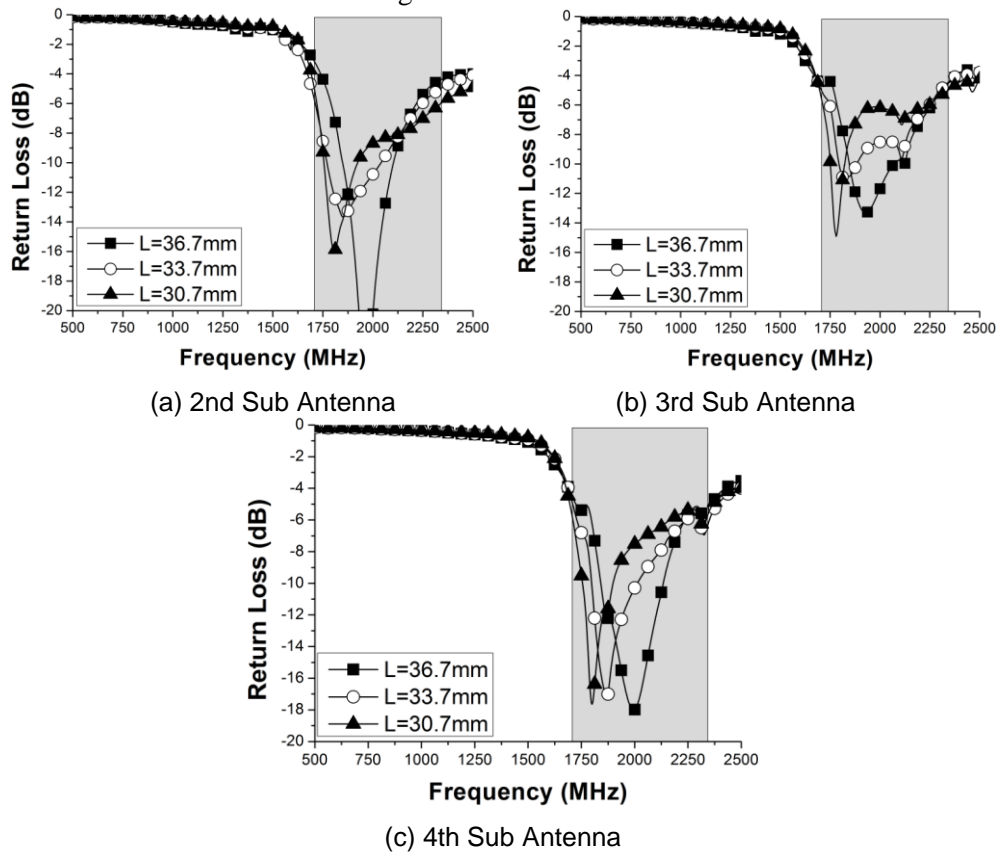 0
-2
-4
-6
-8
-10
-12
-14
-16
-18
-20
Return Loss (dB)
L=36.7mm
L=33.7mm
L=30.7mm
500 750 1000 1250 1500 1750 2000 2250 2500
Frequency (MHz)
(a) 2nd Sub Antenna
0
-2
-4
-6
-8
-10
-12
-14
-16
-18
-20
Return Loss (dB)
L=36.7mm
L=33.7mm
L=30.7mm
500 750 1000 1250 1500 1750 2000 2250 2500
Frequency (MHz)
(b) 3rd Sub Antenna
0
-2
-4
-6
-8
-10
-12
-14
-16
-18
-20
Return Loss (dB)
L=36.7mm
L=33.7mm
L=30.7mm
500 750 1000 1250 1500 1750 2000 2250 2500
Frequency (MHz)
(c) 4th Sub Antenna